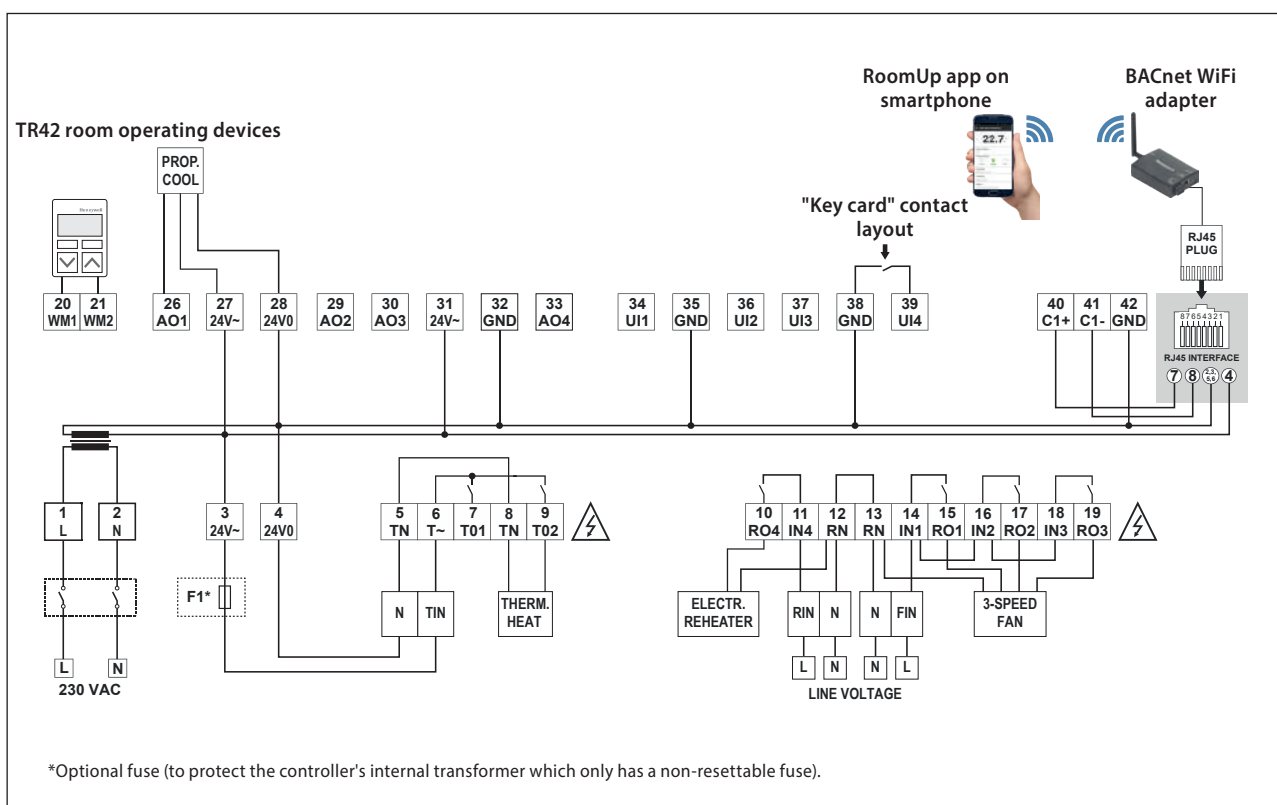 RoomUp app on
smartphone
BACnet WiFi
adapter
TR42 room operating devices
PROP.
COOL
Honeywell
22.7
"Key card" contact
layout
RJ45
PLUG
20 21 26 27 28 29 30 31 32 33 34 35 36 37 38 39 40 41 42
WM1 WM2 AO1 24V~ 24V0 AO2 AO3 24V~ GND AO4 UI1 GND UI2 UI3 GND UI4 C1+ C1- GND
87654321
RJ45 INTERFACE
7 8 2,3, 4
5,6
1 2 3 4 5 6 7 8 9 10 11 12 13 14 15 16 17 18 19
L N 24V~ 24V0 TN T~ T01 TN T02 RO4 IN4 RN RN IN1 RO1 IN2 RO2 IN3 RO3
F1*
N TIN
THERM.
HEAT
ELECTR.
REHEATER
RIN N N FIN
3-SPEED
FAN
L N
230 VAC
L N N L
LINE VOLTAGE
*Optional fuse (to protect the controller's internal transformer which only has a non-resettable fuse).